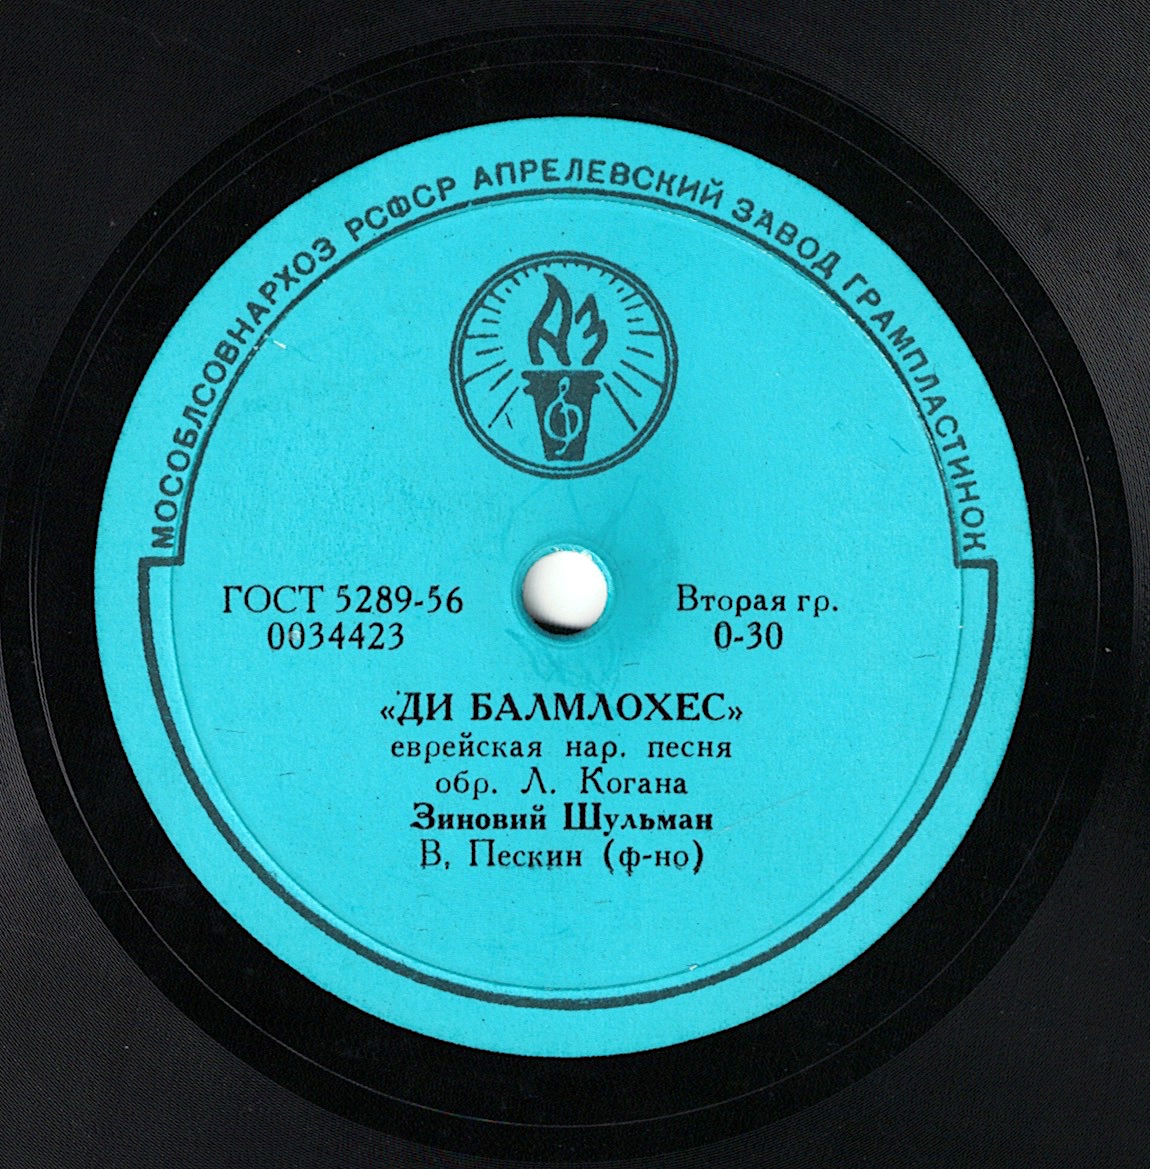 МОСОБЛСОВНАРХОЗ РСФСР АПРЕЛЕВСКИЙ ЗАВОД ГРАМПЛАСТИНОК
АЗ
ГОСТ 5289-56
0034423
Вторая гр.
0-30
«ДИ БАЛМЛОХЕС»
еврейская нар. песня
обр. Л. Когана
Зиновий Шульман
В. Пескин (ф-но)